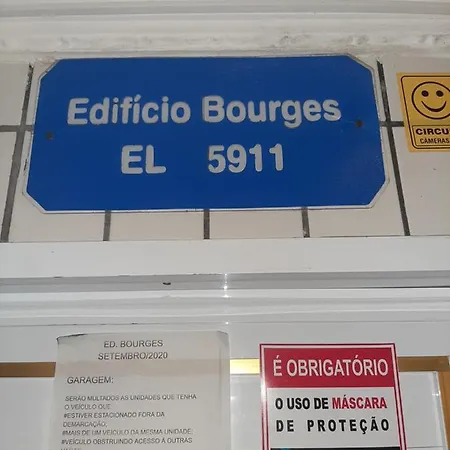 Edifício Bourges
EL 5911
CIRCU
CÂMERAS
ED. BOURGES
SETEMBRO/2020
GARAGEM:
SERÃO MULTADOS AS UNIDADES QUE TENHA
O VEÍCULO QUE
#ESTIVER ESTACIONADO FORA DA
DEMARCAÇÃO;
#MAIS DE UM VEÍCULO DA MESMA UNIDADE;
#VEÍCULO OBSTRUINDO ACESSO Á OUTRAS
É OBRIGATÓRIO
O USO DE MÁSCARA
DE PROTEÇÃO